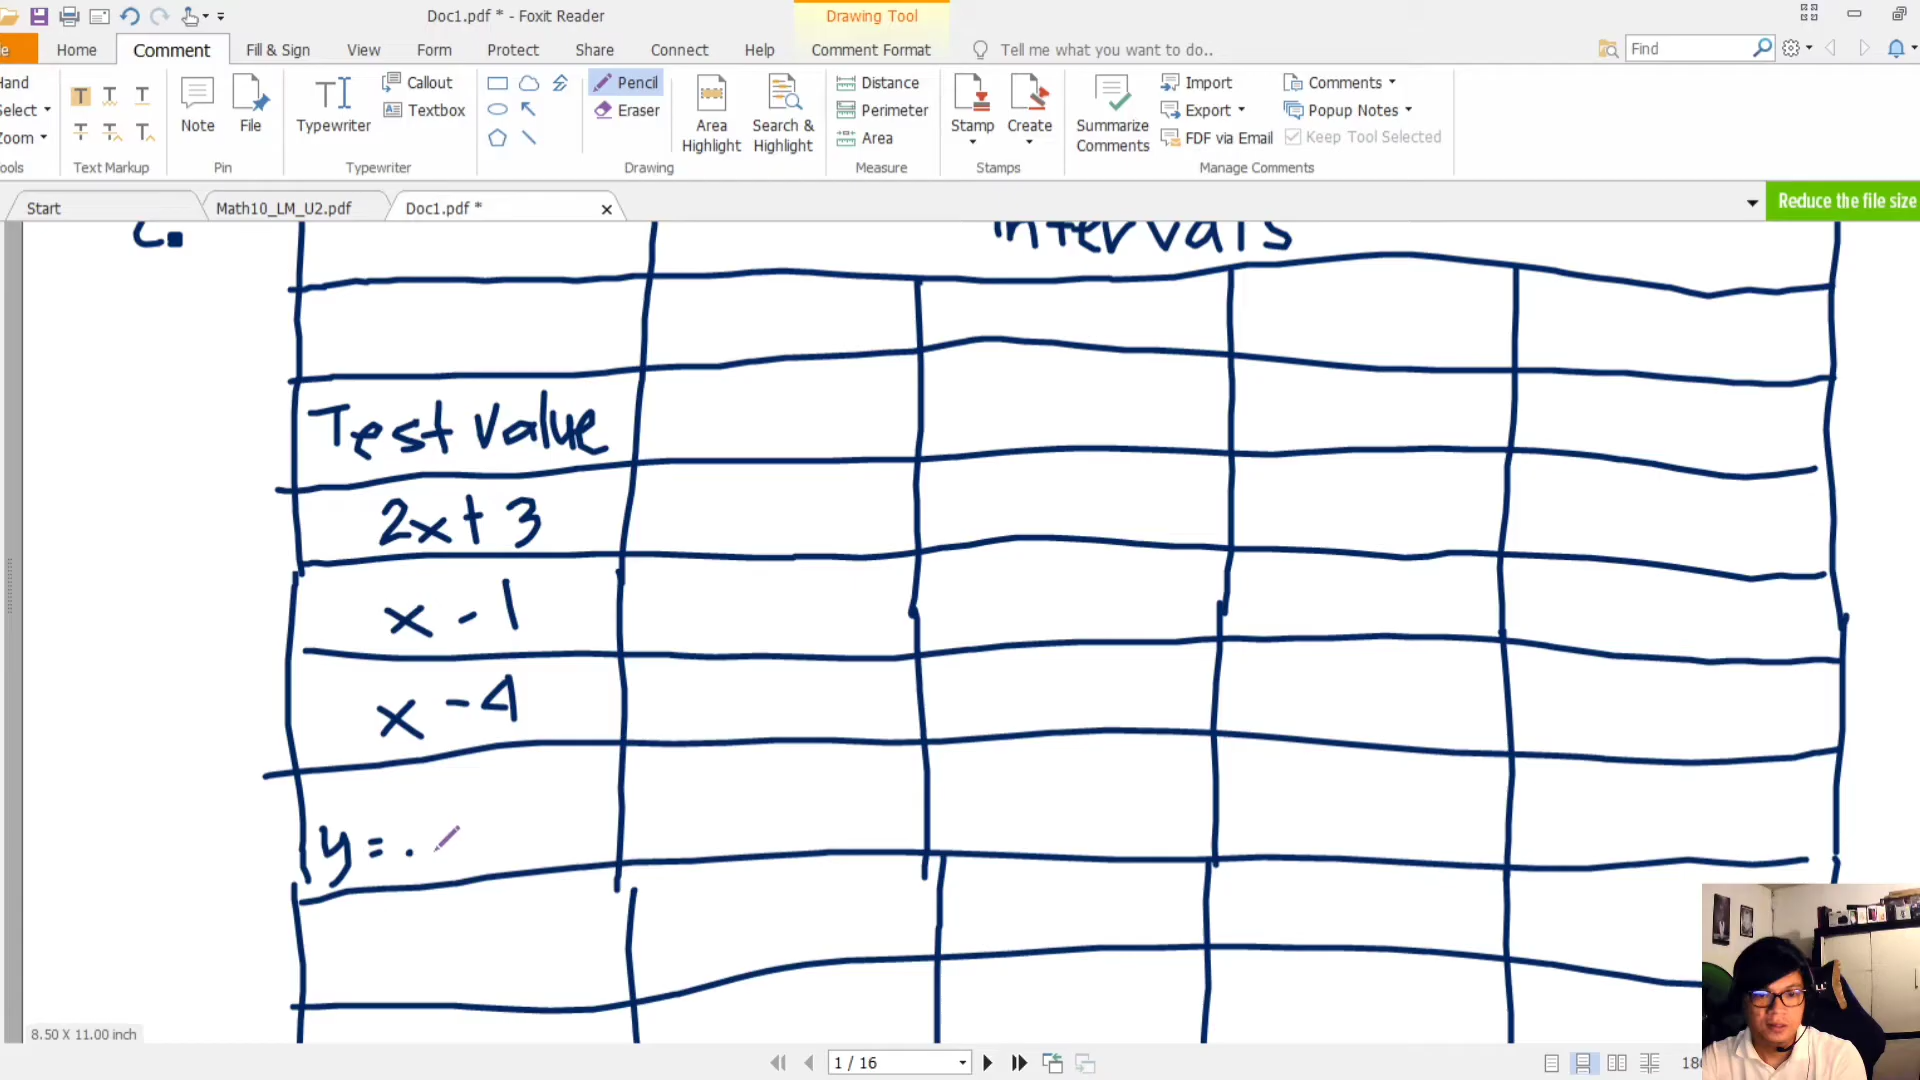 Doc1.pdf * - Foxit Reader
Drawing Tool
Home
Comment
Fill & Sign
View
Form
Protect
Share
Connect
Help
Comment Format
Tell me what you want to do..
Find
Note
File
Typewriter
Callout
Textbox
Pencil
Eraser
Area
Highlight
Search &
Highlight
Distance
Perimeter
Area
Stamp
Create
Summarize
Comments
Import
Export
FDF via Email
Comments
Popup Notes
Keep Tool Selected
Text Markup
Pin
Typewriter
Drawing
Measure
Stamps
Manage Comments
Start
Math10_LM_U2.pdf
Doc1.pdf *
Reduce the file size
Intervals
Test Value
2x + 3
x - 1
x - 4
y = .
8.50 X 11.00 inch
1 / 16